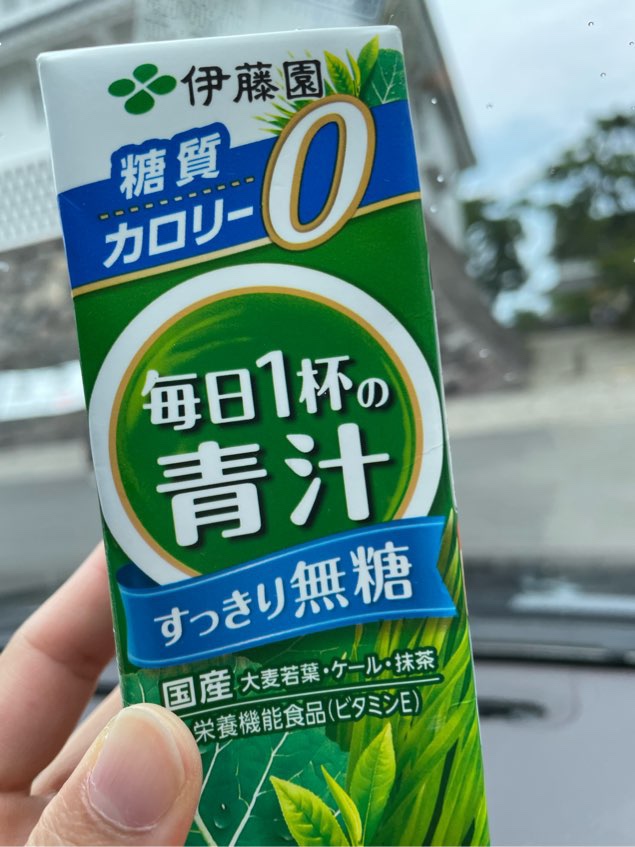 伊藤園
糖質
カロリー0
毎日1杯の
青汁
すっきり無糖
国産 大麦若葉・ケール・抹茶
栄養機能食品(ビタミンE)